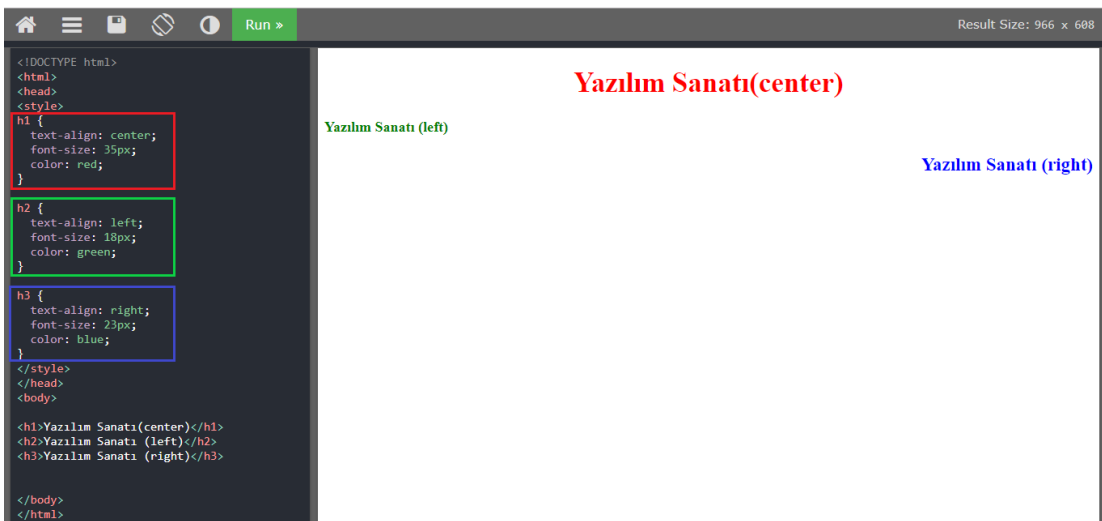 Run »
Result Size: 966 x 608
<!DOCTYPE html>
<html>
<head>
<style>
h1 {
  text-align: center;
  font-size: 35px;
  color: red;
}
h2 {
  text-align: left;
  font-size: 18px;
  color: green;
}
h3 {
  text-align: right;
  font-size: 23px;
  color: blue;
}
</style>
</head>
<body>
<h1>Yazılım Sanatı(center)</h1>
<h2>Yazılım Sanatı (left)</h2>
<h3>Yazılım Sanatı (right)</h3>
</body>
</html>
Yazılım Sanatı(center)
Yazılım Sanatı (left)
Yazılım Sanatı (right)